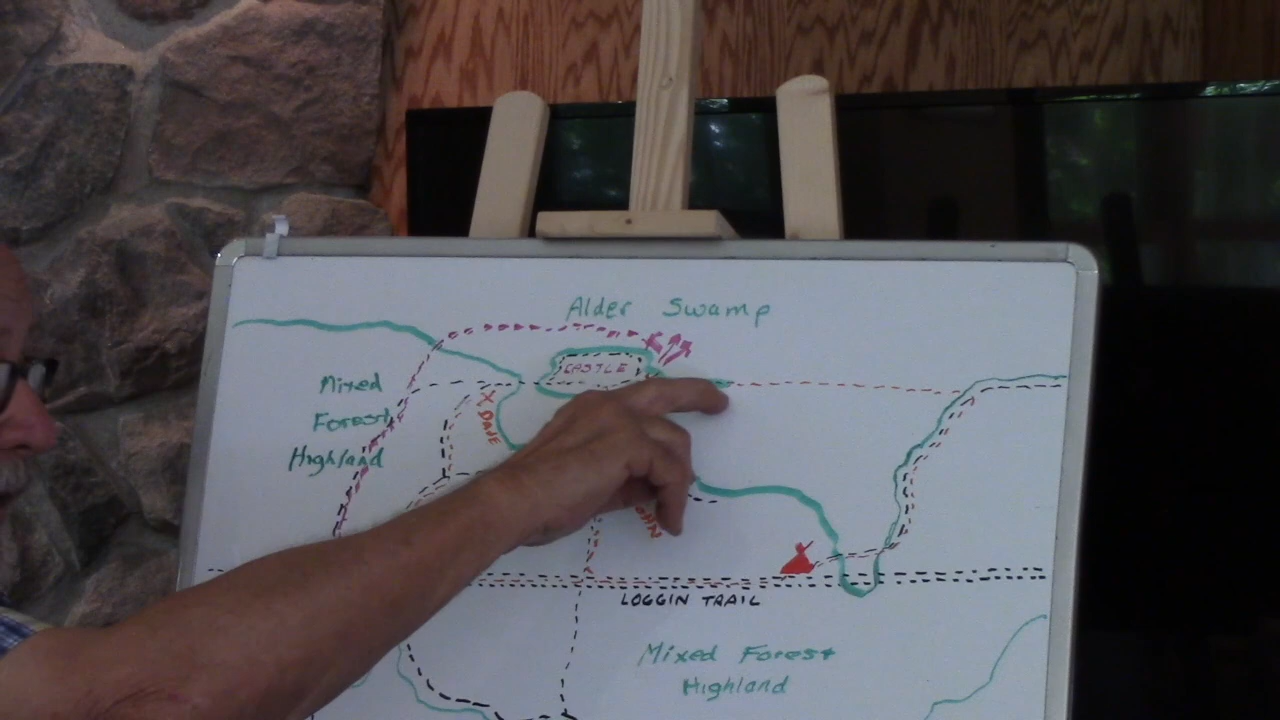 Alder Swamp
CASTLE
Mixed
Forest
Highland
X DAVE
LOGGIN TRAIL
Mixed Forest
Highland